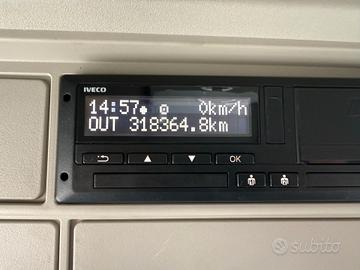 IVECO
14:57 0km/h
OUT 318364.8km
OK
subito